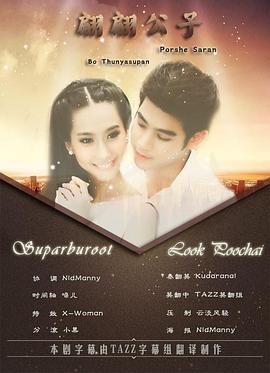 翩翩公子
Porshe Saran
Bo Thunyasupan
Suparburoot Look Poochai
协 调 NldManny 泰翻英 Kudarana!
时间轴 唱儿 英翻中 TAZZ英翻组
特 效 X-Woman 压 制 云淡风轻
分 流 小黑 海 报 NldManny
本剧字幕由TAZZ字幕组翻译制作